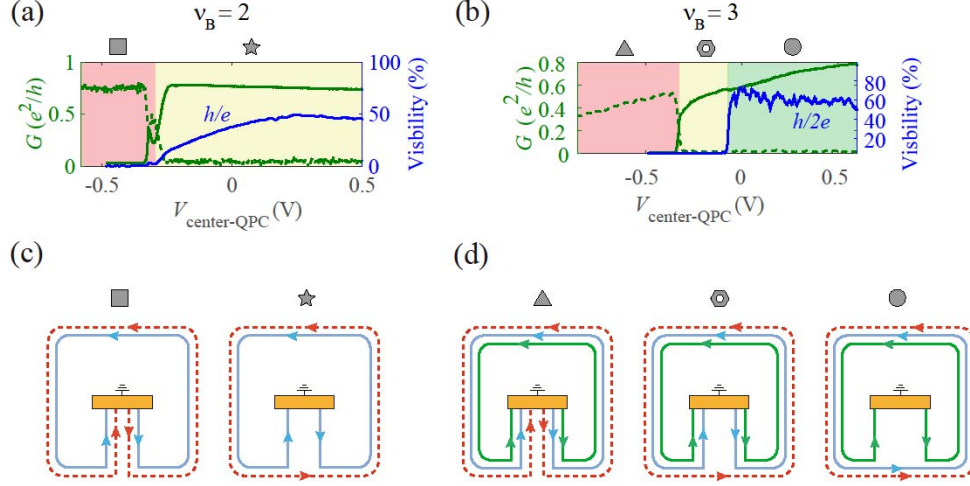 (a)
ν_B = 2
G (e²/h)
1
0.5
0
h/e
100
50
0
Visbility (%)
-0.5
0
0.5
V_center-QPC (V)
(b)
ν_B = 3
G (e²/h)
0.8
0.6
0.4
0.2
0
h/2e
80
60
40
20
Visbility (%)
-0.5
0
0.5
V_center-QPC (V)
(c)
(d)